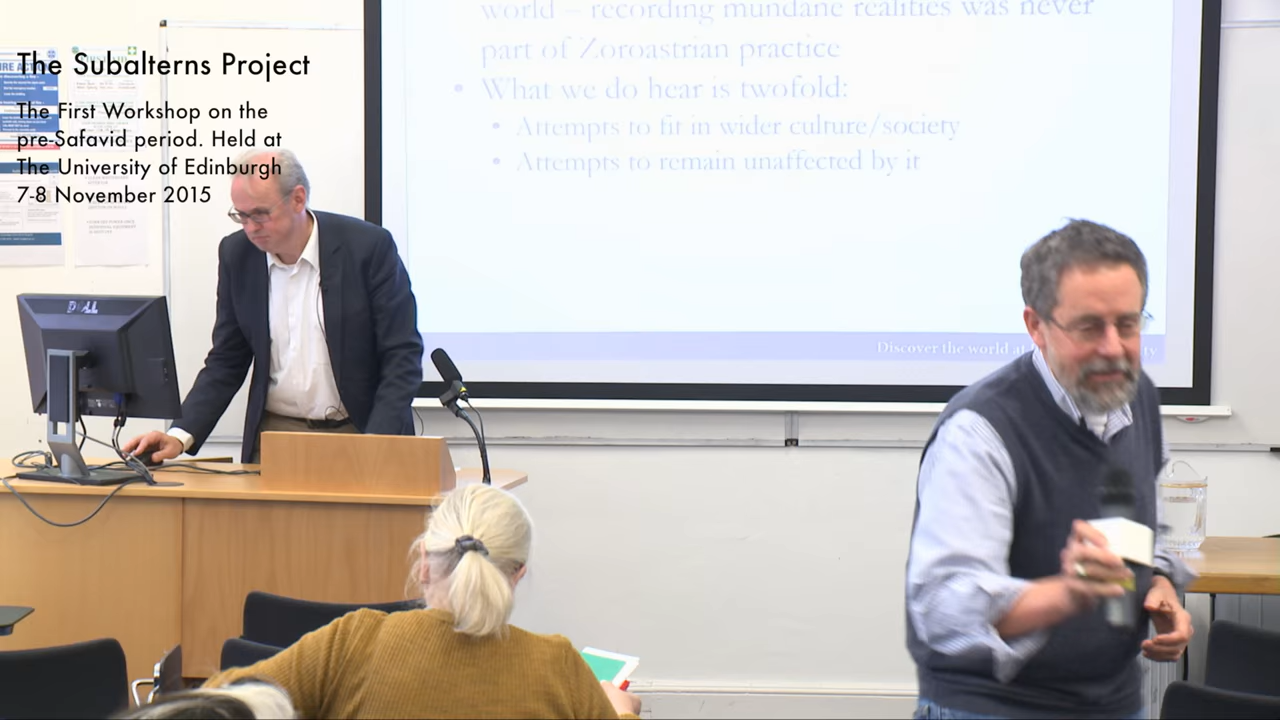 The Subalterns Project
The First Workshop on the
pre-Safavid period. Held at
The University of Edinburgh
7-8 November 2015
world – recording mundane realities was never
part of Zoroastrian practice
• What we do hear is twofold:
• Attempts to fit in wider culture/society
• Attempts to remain unaffected by it
Discover the world at
DELL